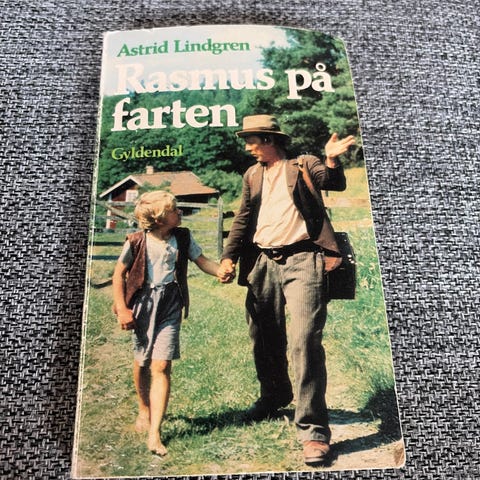 Astrid Lindgren
Rasmus på
farten
Gyldendal